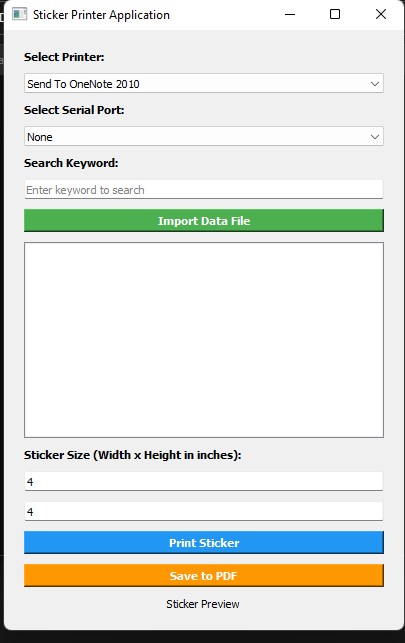 Sticker Printer Application
Select Printer:
Send To OneNote 2010
Select Serial Port:
None
Search Keyword:
Enter keyword to search
Import Data File
Sticker Size (Width x Height in inches):
4
4
Print Sticker
Save to PDF
Sticker Preview